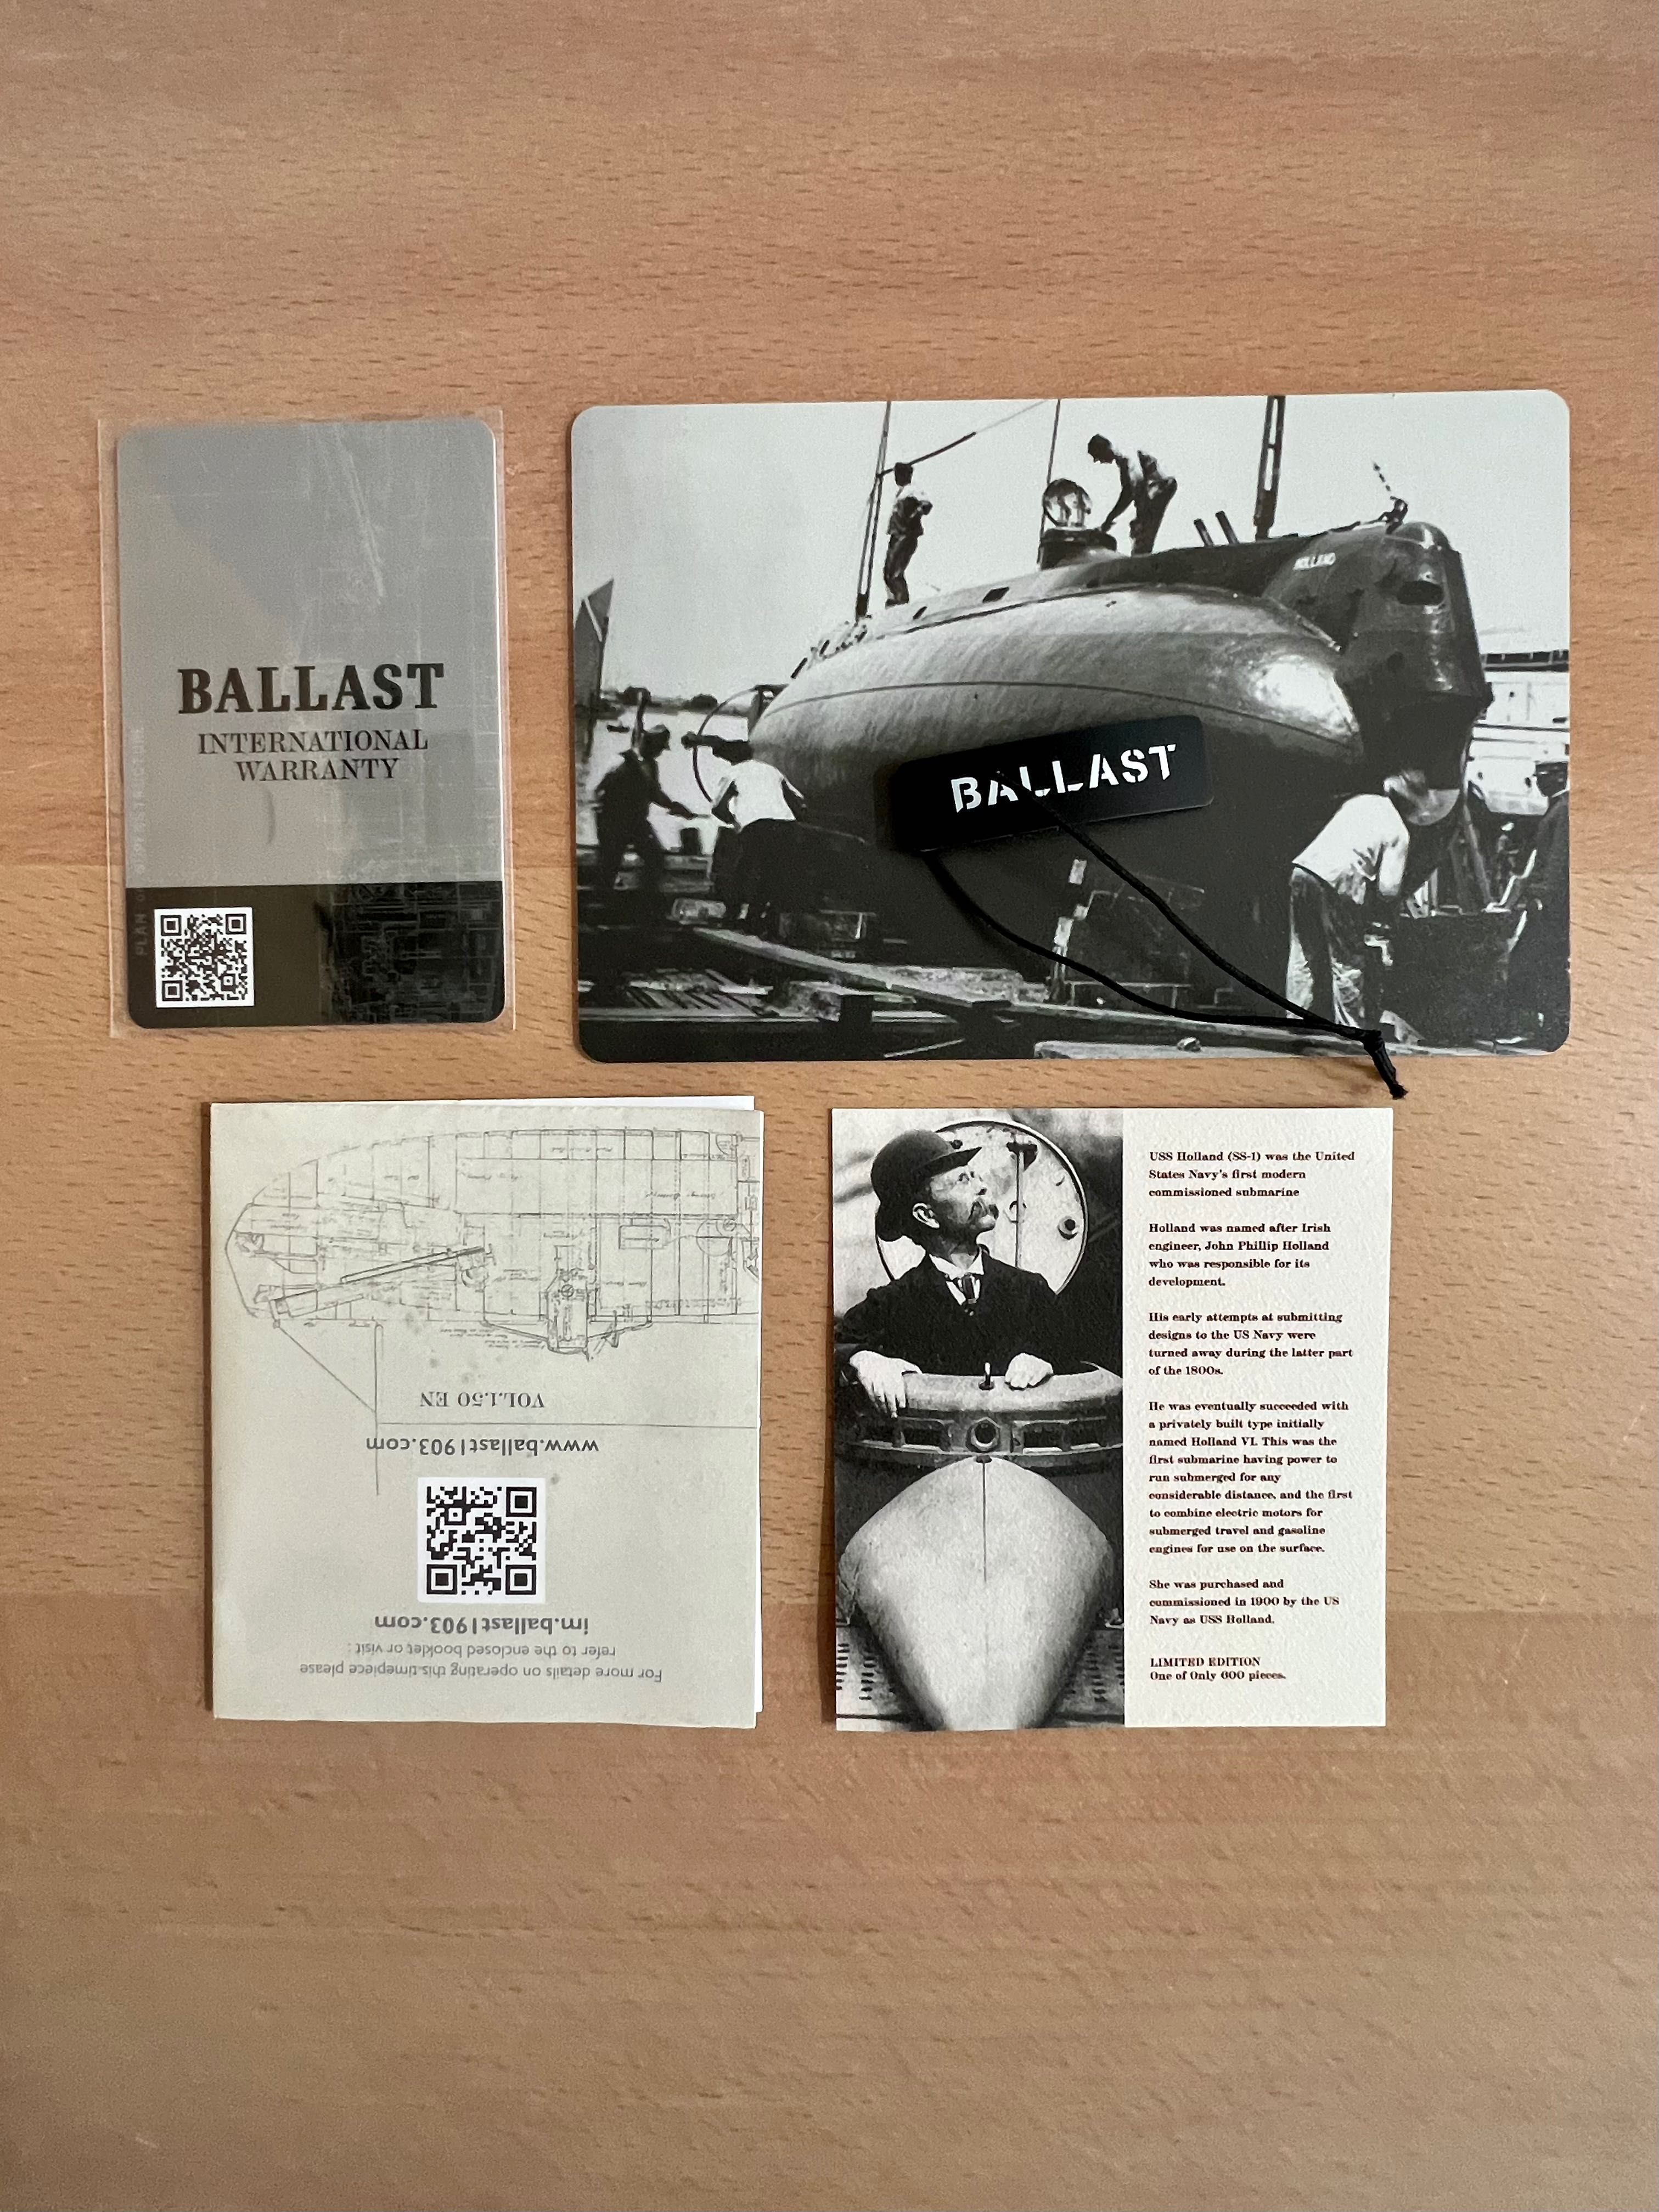 BALLAST
INTERNATIONAL
WARRANTY
PLAN
HOLLAND
BALLAST
For more details on operating this timepiece please
refer to the enclosed booklet or visit :
im.ballast1903.com
www.ballast1903.com
VOL1.50 EN
USS Holland (SS-1) was the United
States Navy's first modern
commissioned submarine
Holland was named after Irish
engineer, John Phillip Holland
who was responsible for its
development.
His early attempts at submitting
designs to the US Navy were
turned away during the latter part
of the 1800s.
He was eventually succeeded with
a privately built type initially
named Holland VI. This was the
first submarine having power to
run submerged for any
considerable distance, and the first
to combine electric motors for
submerged travel and gasoline
engines for use on the surface.
She was purchased and
commissioned in 1900 by the US
Navy as USS Holland.
LIMITED EDITION
One of Only 600 pieces.